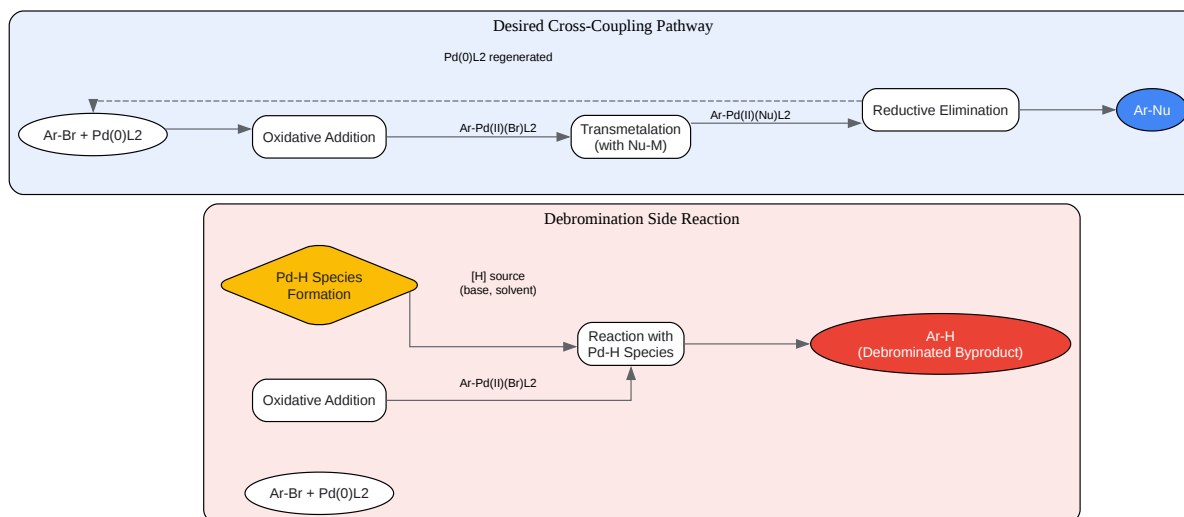 Desired Cross-Coupling Pathway
Pd(0)L2 regenerated
Ar-Br + Pd(0)L2
Oxidative Addition
Ar-Pd(II)(Br)L2
Transmetalation
(with Nu-M)
Ar-Pd(II)(Nu)L2
Reductive Elimination
Ar-Nu
Debromination Side Reaction
Pd-H Species
Formation
[H] source
(base, solvent)
Reaction with
Pd-H Species
Ar-H
(Debrominated Byproduct)
Oxidative Addition
Ar-Pd(II)(Br)L2
Ar-Br + Pd(0)L2